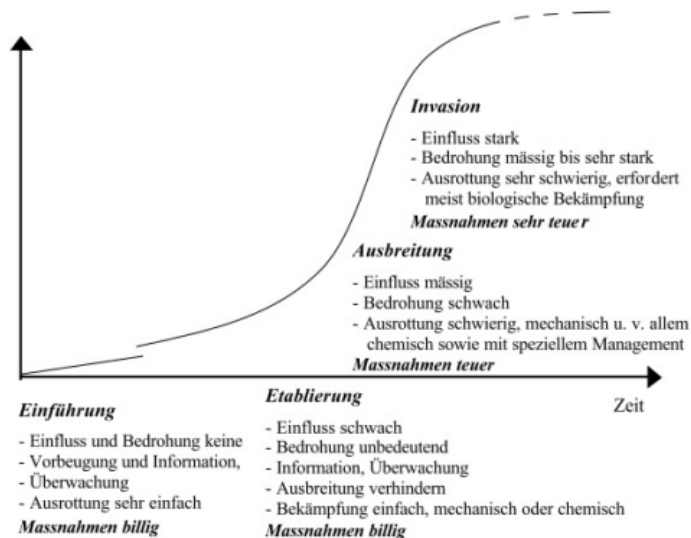 Invasion
- Einfluss stark
- Bedrohung mässig bis sehr stark
- Ausrottung sehr schwierig, erfordert
meist biologische Bekämpfung
Massnahmen sehr teuer
Ausbreitung
- Einfluss mässig
- Bedrohung schwach
- Ausrottung schwierig, mechanisch u. v. allem
chemisch sowie mit speziellem Management
Massnahmen teuer
Zeit
Einführung
- Einfluss und Bedrohung keine
- Vorbeugung und Information,
- Überwachung
- Ausrottung sehr einfach
Massnahmen billig
Etablierung
- Einfluss schwach
- Bedrohung unbedeutend
- Information, Überwachung
- Ausbreitung verhindern
- Bekämpfung einfach, mechanisch oder chemisch
Massnahmen billig